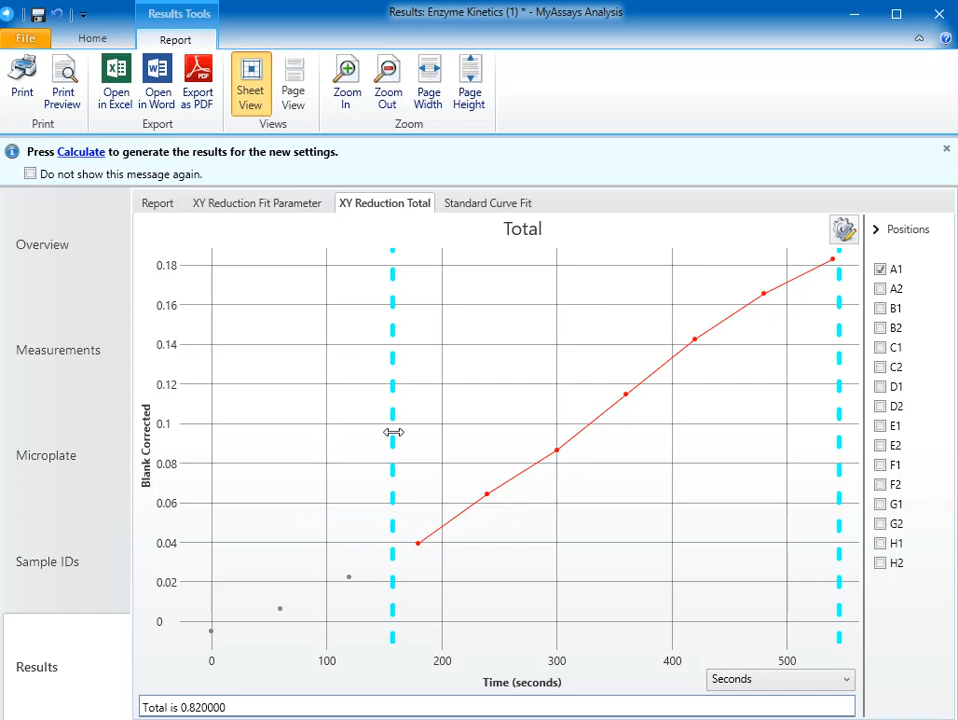 Results Tools
Results: Enzyme Kinetics (1) * - MyAssays Analysis
File
Home
Report
Print
Print Preview
Open in Excel
Open in Word
Export as PDF
Sheet View
Page View
Zoom In
Zoom Out
Page Width
Page Height
Print
Export
Views
Zoom
Press Calculate to generate the results for the new settings.
Do not show this message again.
Overview
Measurements
Microplate
Sample IDs
Results
Report
XY Reduction Fit Parameter
XY Reduction Total
Standard Curve Fit
Total
Blank Corrected
0.18
0.16
0.14
0.12
0.1
0.08
0.06
0.04
0.02
0
0
100
200
300
400
500
Time (seconds)
Seconds
Total is 0.820000
Positions
A1
A2
B1
B2
C1
C2
D1
D2
E1
E2
F1
F2
G1
G2
H1
H2